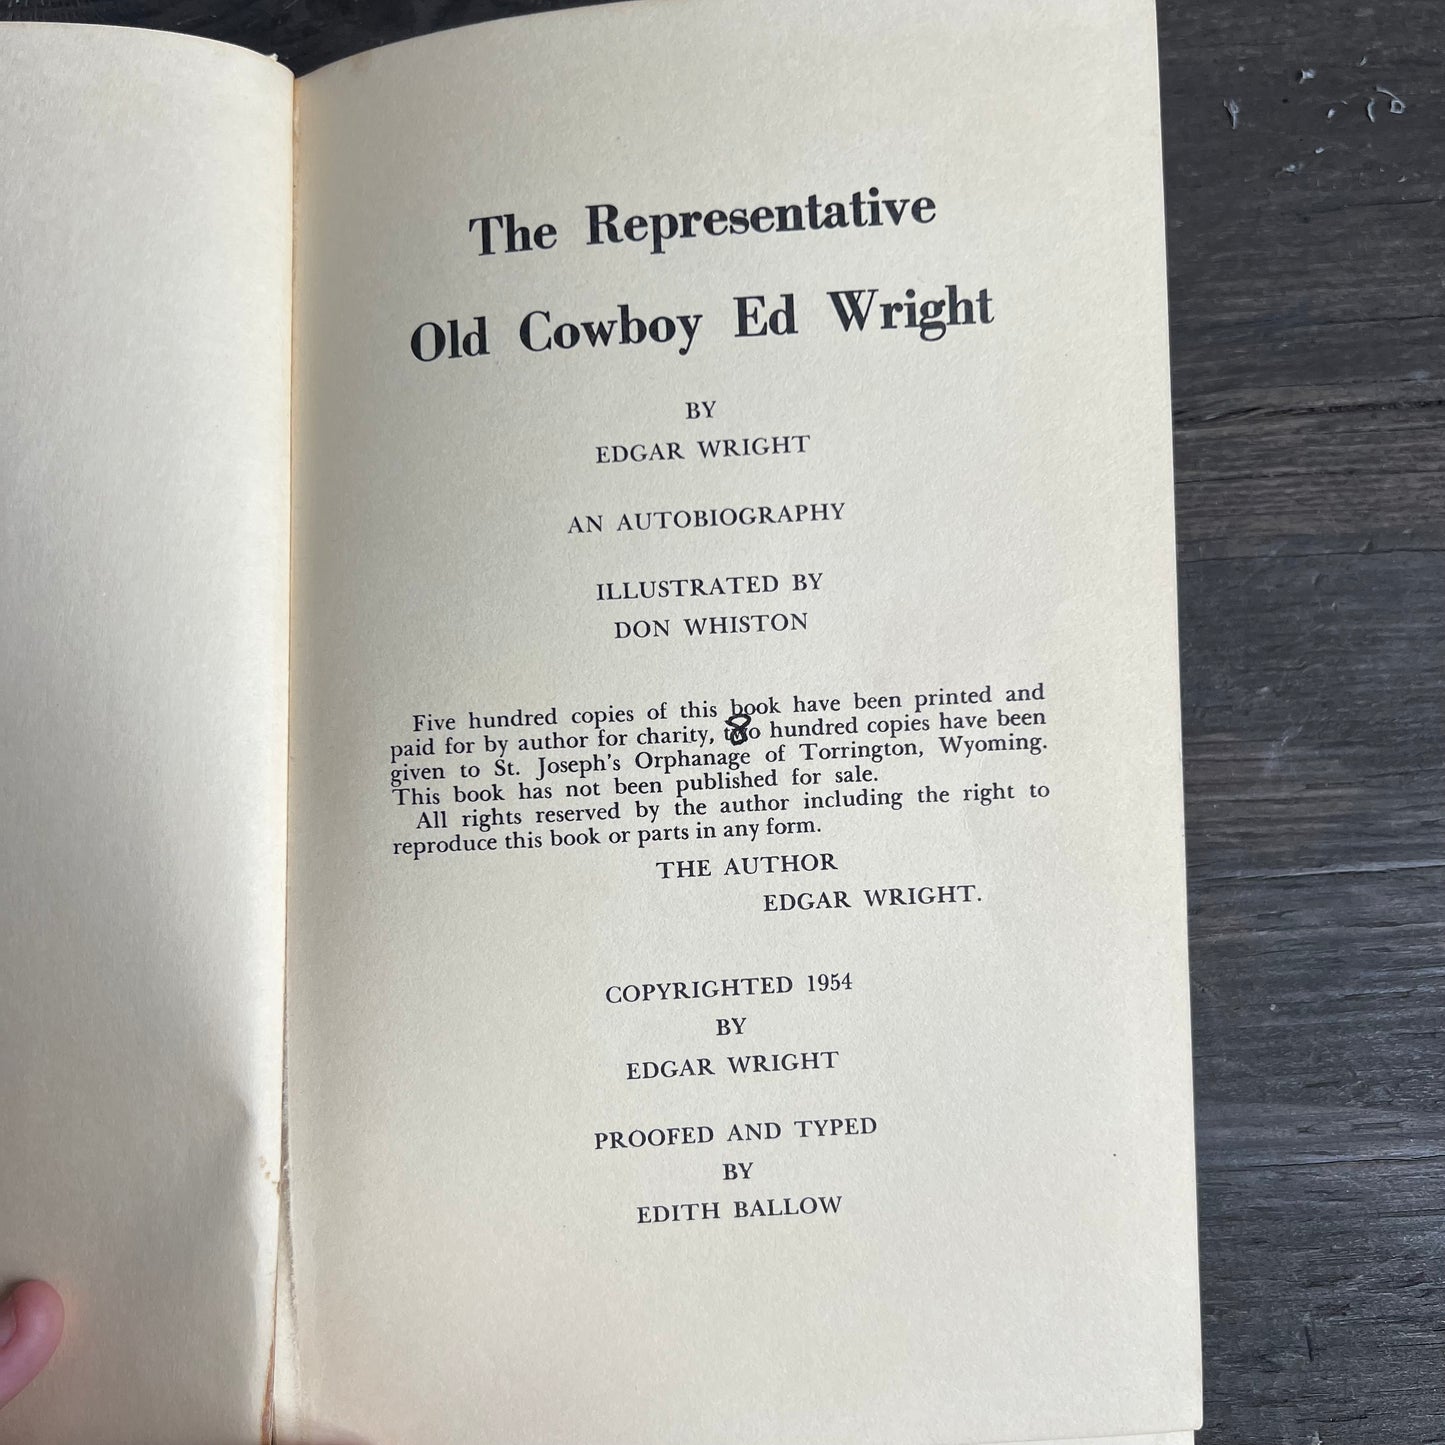 The Representative
Old Cowboy Ed Wright
BY
EDGAR WRIGHT
AN AUTOBIOGRAPHY
ILLUSTRATED BY
DON WHISTON
Five hundred copies of this book have been printed and
paid for by author for charity, two hundred copies have been
8
given to St. Joseph's Orphanage of Torrington, Wyoming.
This book has not been published for sale.
All rights reserved by the author including the right to
reproduce this book or parts in any form.
THE AUTHOR
EDGAR WRIGHT.
COPYRIGHTED 1954
BY
EDGAR WRIGHT
PROOFED AND TYPED
BY
EDITH BALLOW